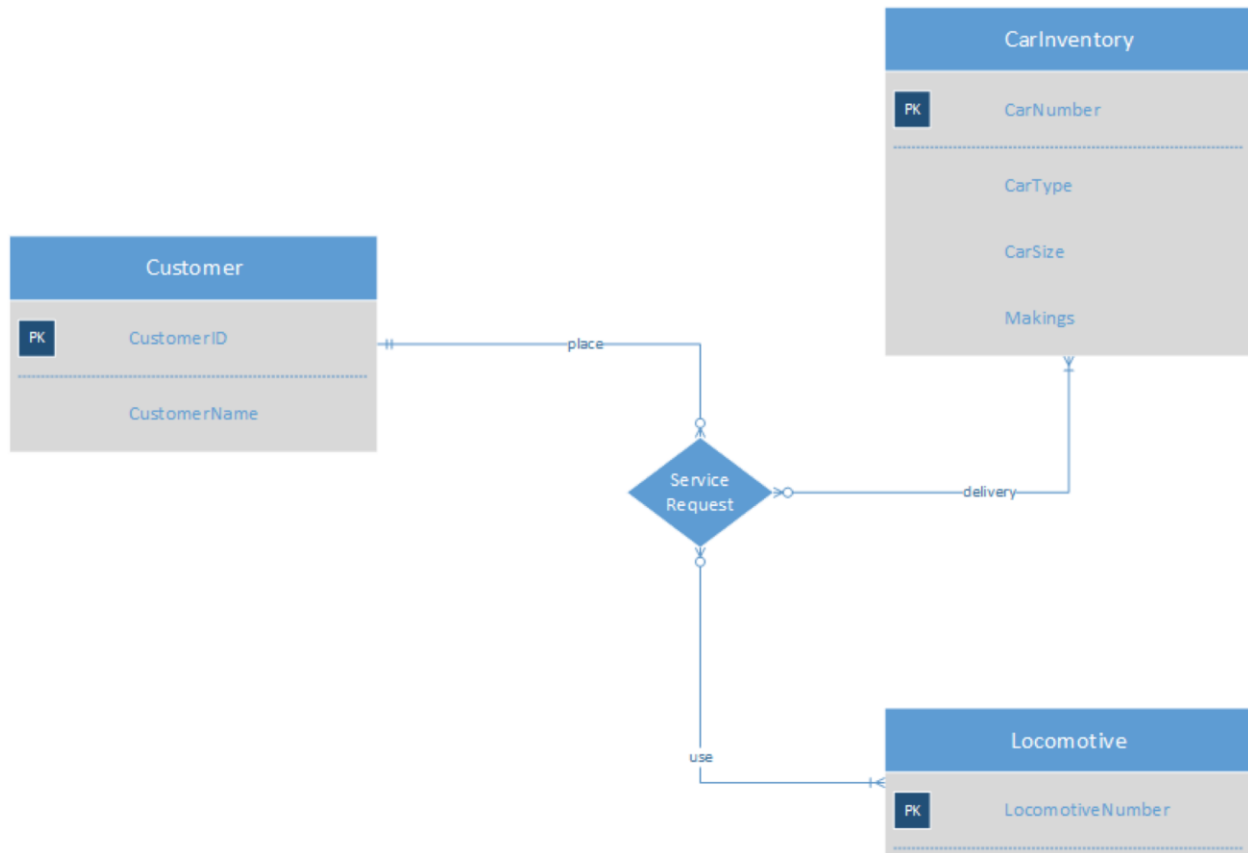 CarInventory
PK CarNumber
CarType
CarSize
Makings
Customer
PK CustomerID
CustomerName
place
Service
Request
delivery
use
Locomotive
PK LocomotiveNumber